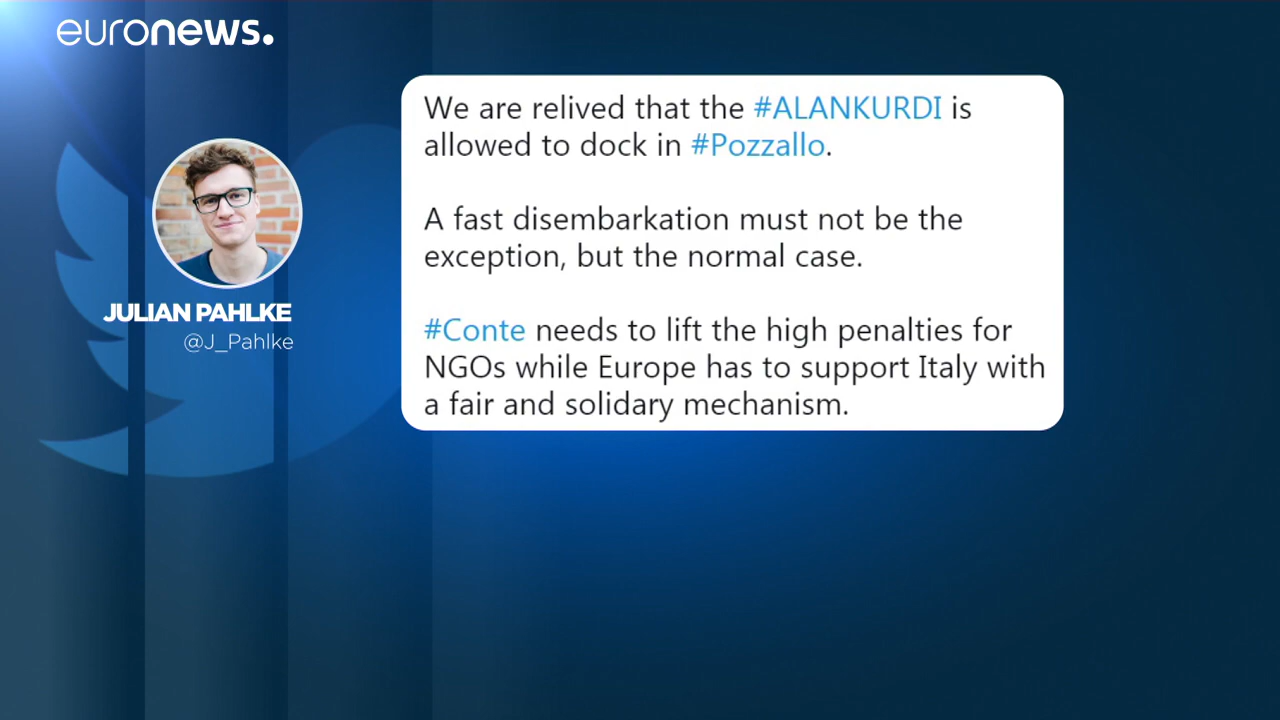 euronews.
JULIAN PAHLKE
@J_Pahlke
We are relived that the #ALANKURDI is
allowed to dock in #Pozzallo.
A fast disembarkation must not be the
exception, but the normal case.
#Conte needs to lift the high penalties for
NGOs while Europe has to support Italy with
a fair and solidary mechanism.